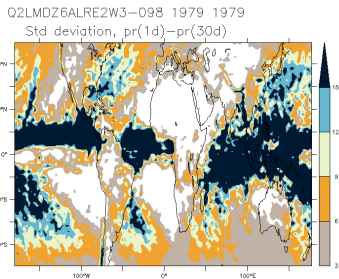 Q2LMDZ6ALRE2W3-098 1979 1979
Std deviation, pr(1d)-pr(30d)
15
12
9
6
3
0°
100°W
0°
100°E